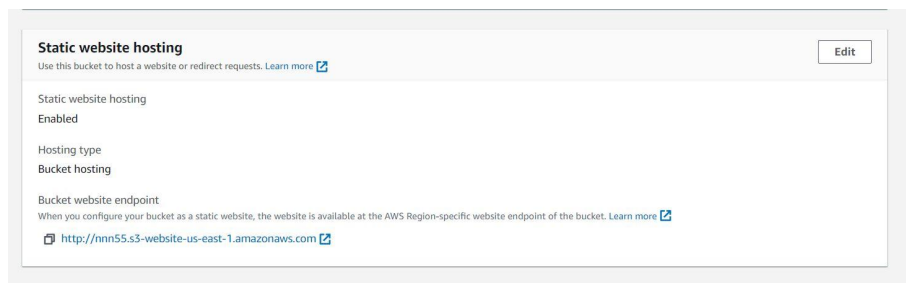 Static website hosting
Edit
Use this bucket to host a website or redirect requests. Learn more
Static website hosting
Enabled
Hosting type
Bucket hosting
Bucket website endpoint
When you configure your bucket as a static website, the website is available at the AWS Region-specific website endpoint of the bucket. Learn more
http://nnn55.s3-website-us-east-1.amazonaws.com